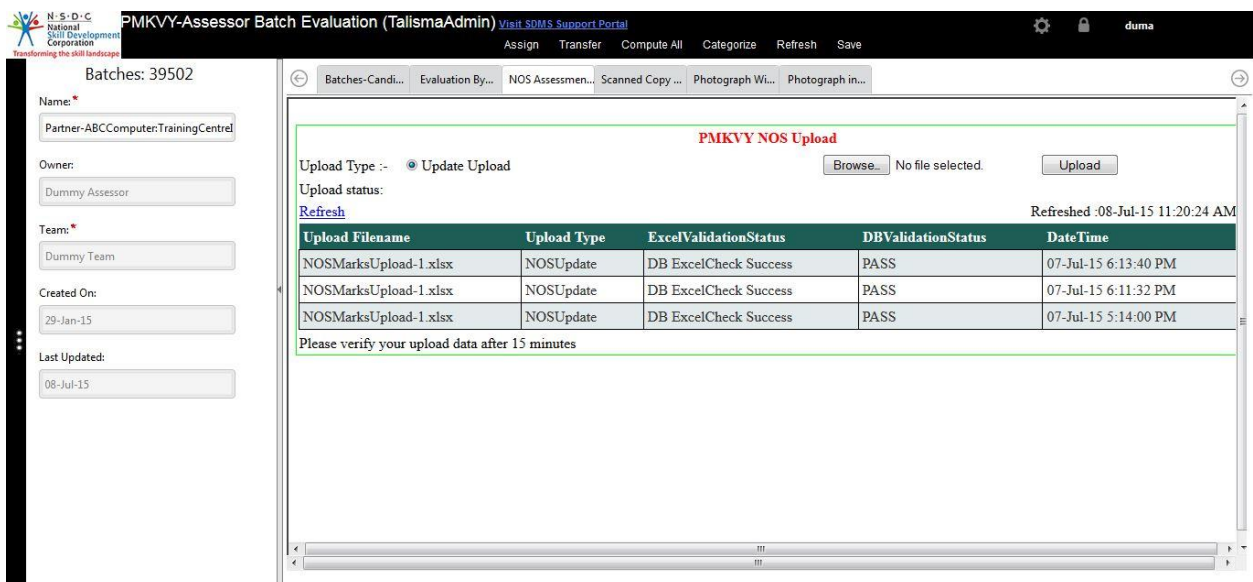 N·S·D·C
National
Skill Development
Corporation
Transforming the skill landscape
PMKVY-Assessor Batch Evaluation (TalismaAdmin) Visit SDMS Support Portal
duma
Assign Transfer Compute All Categorize Refresh Save
Batches: 39502
Name:*
Partner-ABCComputer:TrainingCentre
Owner:
Dummy Assessor
Team:*
Dummy Team
Created On:
29-Jan-15
Last Updated:
08-Jul-15
Batches-Candi... Evaluation By... NOS Assessmen... Scanned Copy ... Photograph Wi... Photograph in...
PMKVY NOS Upload
Upload Type :- Update Upload Browse.. No file selected. Upload
Upload status:
Refresh Refreshed :08-Jul-15 11:20:24 AM
Upload Filename Upload Type ExcelValidationStatus DBValidationStatus DateTime
NOSMarksUpload-1.xlsx NOSUpdate DB ExcelCheck Success PASS 07-Jul-15 6:13:40 PM
NOSMarksUpload-1.xlsx NOSUpdate DB ExcelCheck Success PASS 07-Jul-15 6:11:32 PM
NOSMarksUpload-1.xlsx NOSUpdate DB ExcelCheck Success PASS 07-Jul-15 5:14:00 PM
Please verify your upload data after 15 minutes